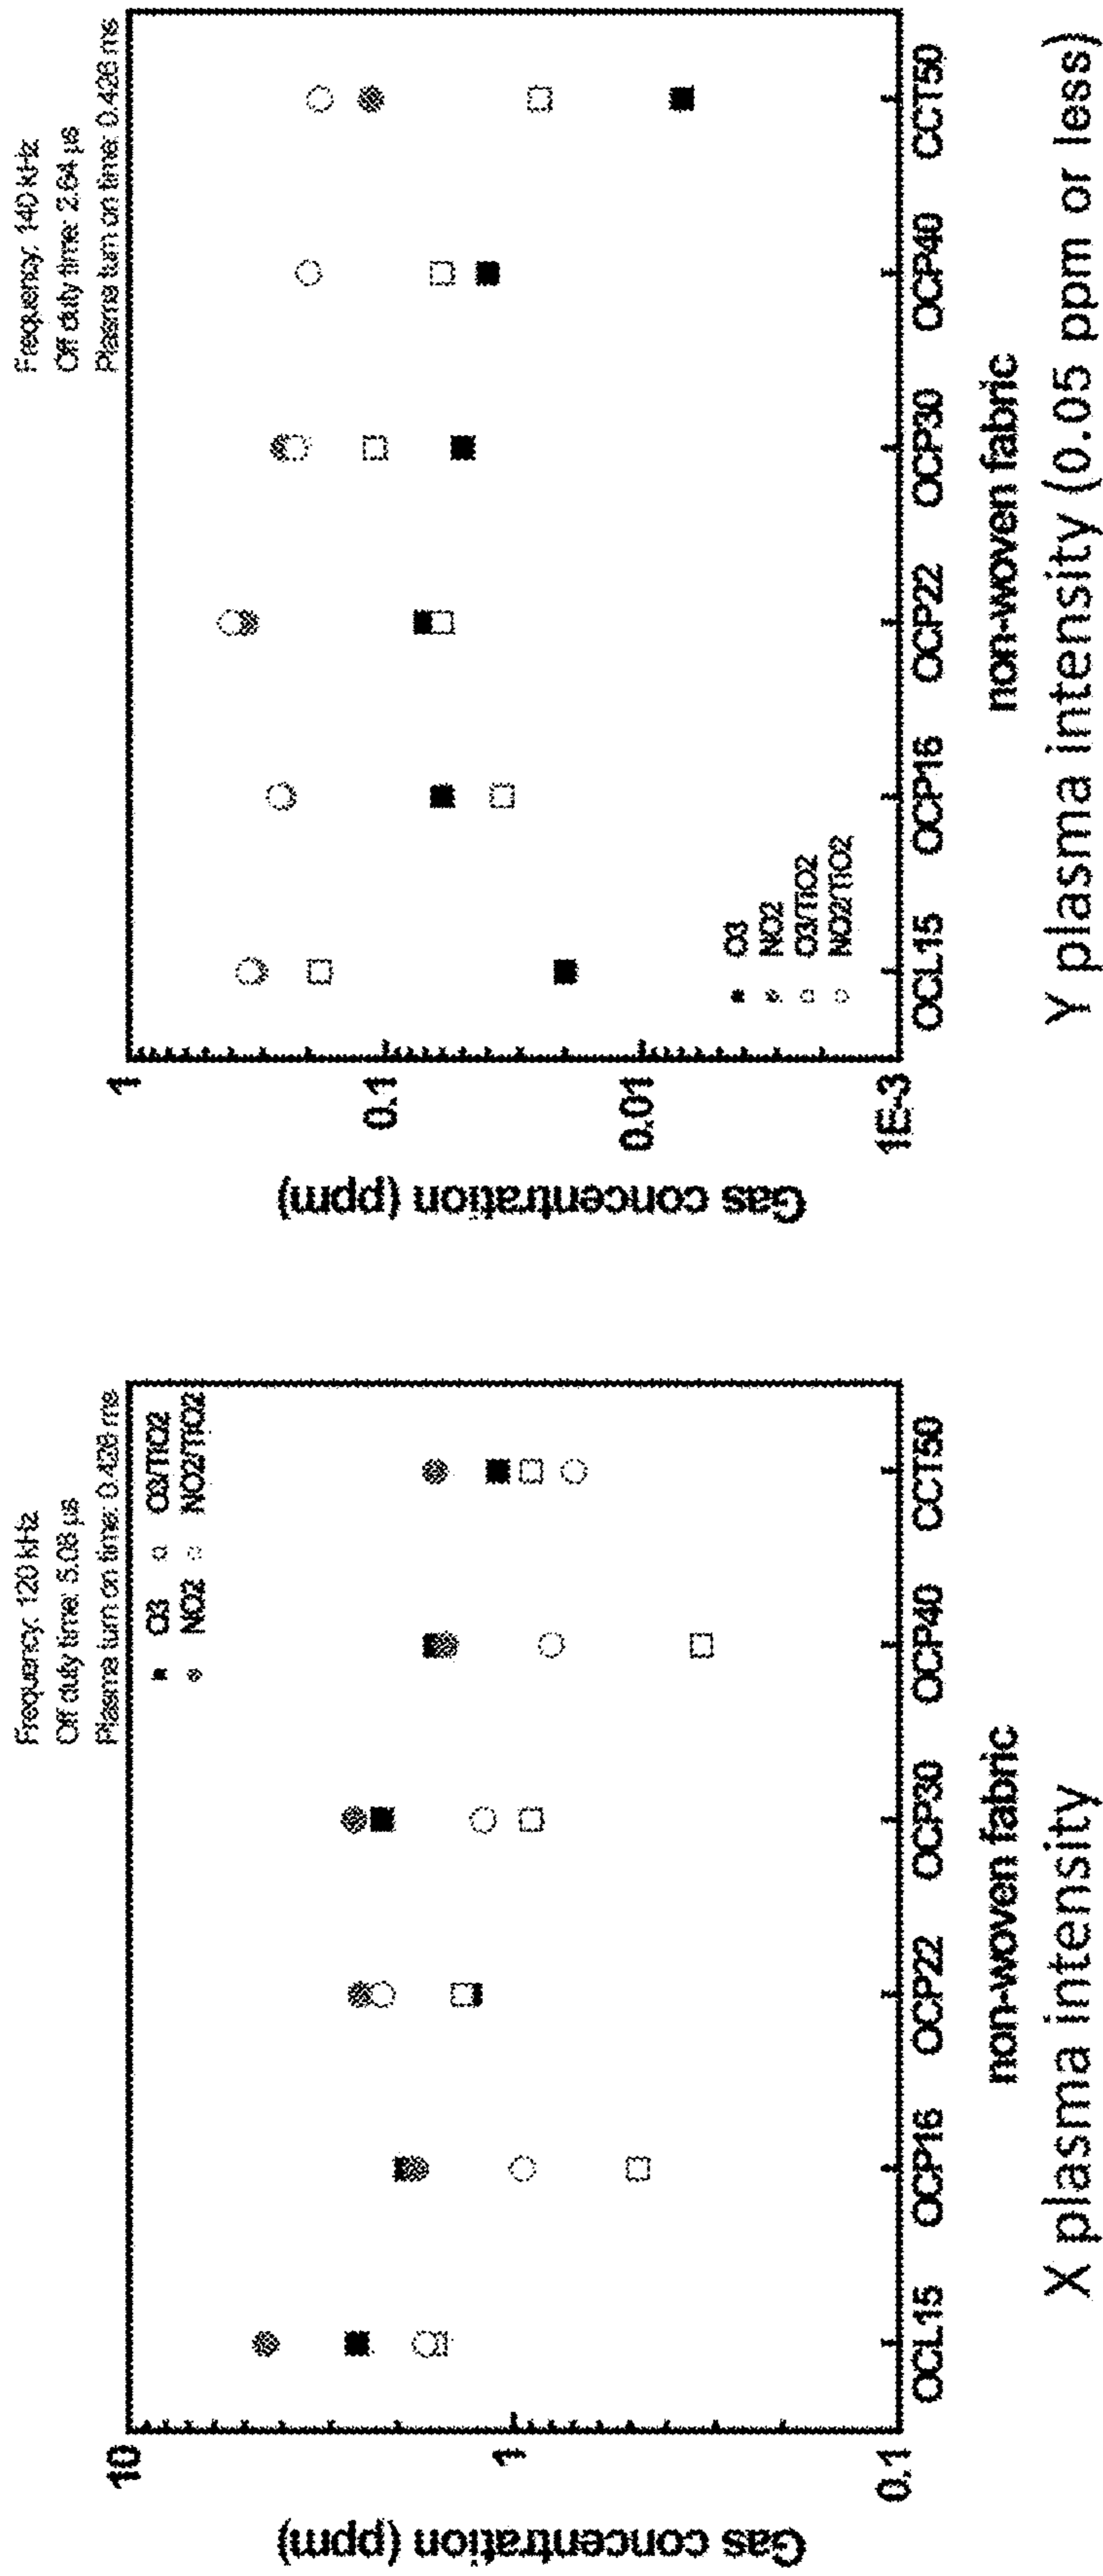 Frequency: 120 kHz
Off duty time: 5.08 µs
Plasma turn on time: 0.426 ms
O3
O3/TiO2
NO2
NO2/TiO2
10
1
0.1
Gas concentration (ppm)
OCL15 OCP16 OCP22 OCP30 OCP40 CCT50
non-woven fabric
X plasma intensity
Frequency: 140 kHz
Off duty time: 2.64 µs
Plasma turn on time: 0.426 ms
1
0.1
0.01
1E-3
Gas concentration (ppm)
O3
NO2
O3/TiO2
NO2/TiO2
OCL15 OCP16 OCP22 OCP30 OCP40 CCT50
non-woven fabric
Y plasma intensity (0.05 ppm or less)